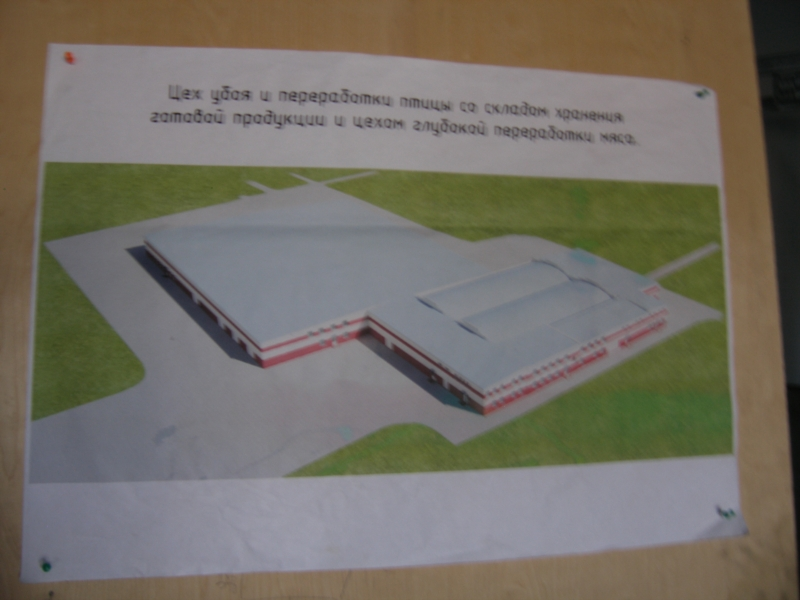 Цех убоя и переработки птицы со складом хранения
готовой продукции и цехом глубокой переработки мяса.